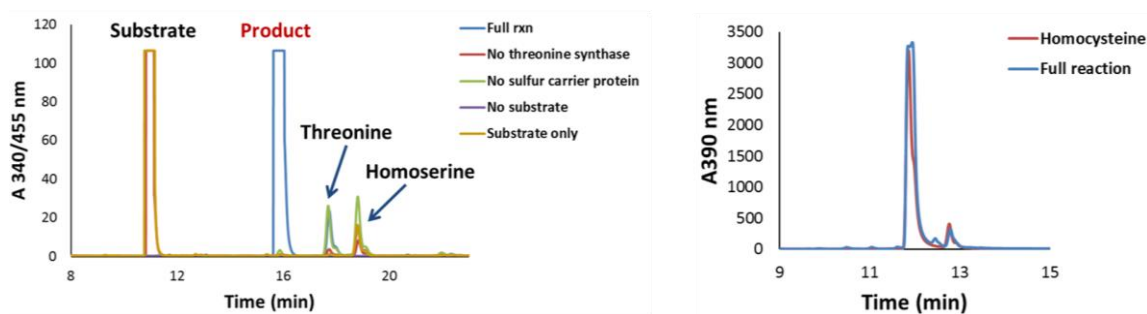 120
100
80
60
40
20
0
A 340/455 nm
Substrate
Product
Full rxn
No threonine synthase
No sulfur carrier protein
No substrate
Substrate only
Threonine
Homoserine
8
12
16
20
Time (min)
3500
3000
2500
2000
1500
1000
500
0
A390 nm
Homocysteine
Full reaction
9
11
13
15
Time (min)